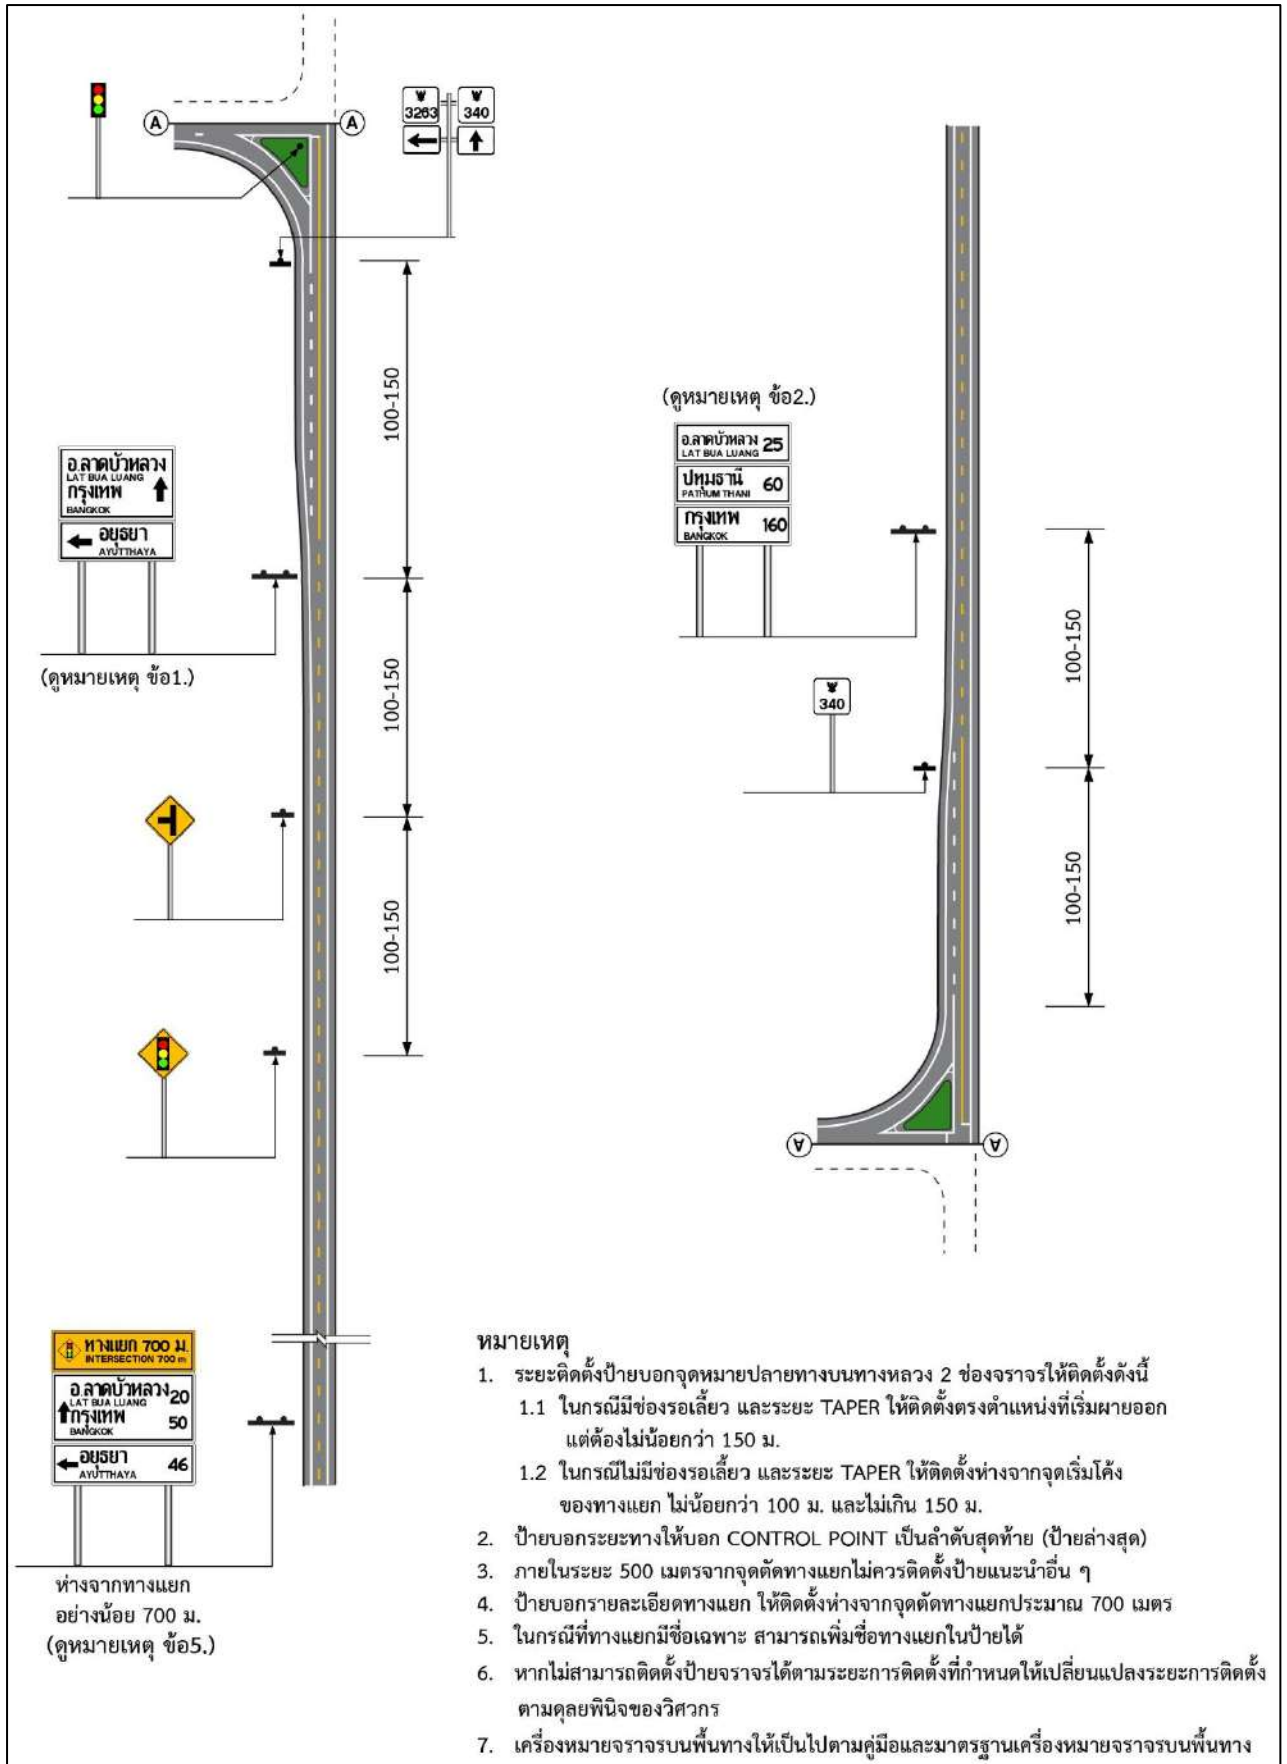 A
A
3263
340
100-150
อ.ลาดบัวหลวง
LAT BUA LUANG
กรุงเทพ
BANGKOK
อยุธยา
AYUTTHAYA
(ดูหมายเหตุ ข้อ1.)
100-150
100-150
ทางแยก 700 ม.
INTERSECTION 700 m
อ.ลาดบัวหลวง 20
LAT BUA LUANG
กรุงเทพ 50
BANGKOK
อยุธยา 46
AYUTTHAYA
ห่างจากทางแยก
อย่างน้อย 700 ม.
(ดูหมายเหตุ ข้อ5.)
(ดูหมายเหตุ ข้อ2.)
อ.ลาดบัวหลวง 25
LAT BUA LUANG
ปทุมธานี 60
PATHUM THANI
กรุงเทพ 160
BANGKOK
100-150
340
100-150
A
A
หมายเหตุ
1. ระยะติดตั้งป้ายบอกจุดหมายปลายทางบนทางหลวง 2 ช่องจราจรให้ติดตั้งดังนี้
1.1 ในกรณีมีช่องรอเลี้ยว และระยะ TAPER ให้ติดตั้งตรงตำแหน่งที่เริ่มผายออก
แต่ต้องไม่น้อยกว่า 150 ม.
1.2 ในกรณีไม่มีช่องรอเลี้ยว และระยะ TAPER ให้ติดตั้งห่างจากจุดเริ่มโค้ง
ของทางแยก ไม่น้อยกว่า 100 ม. และไม่เกิน 150 ม.
2. ป้ายบอกระยะทางให้บอก CONTROL POINT เป็นลำดับสุดท้าย (ป้ายล่างสุด)
3. ภายในระยะ 500 เมตรจากจุดตัดทางแยกไม่ควรติดตั้งป้ายแนะนำอื่น ๆ
4. ป้ายบอกรายละเอียดทางแยก ให้ติดตั้งห่างจากจุดตัดทางแยกประมาณ 700 เมตร
5. ในกรณีที่ทางแยกมีชื่อเฉพาะ สามารถเพิ่มชื่อทางแยกในป้ายได้
6. หากไม่สามารถติดตั้งป้ายจราจรได้ตามระยะการติดตั้งที่กำหนดให้เปลี่ยนแปลงระยะการติดตั้ง
ตามดุลยพินิจของวิศวกร
7. เครื่องหมายจราจรบนพื้นทางให้เป็นไปตามคู่มือและมาตรฐานเครื่องหมายจราจรบนพื้นทาง